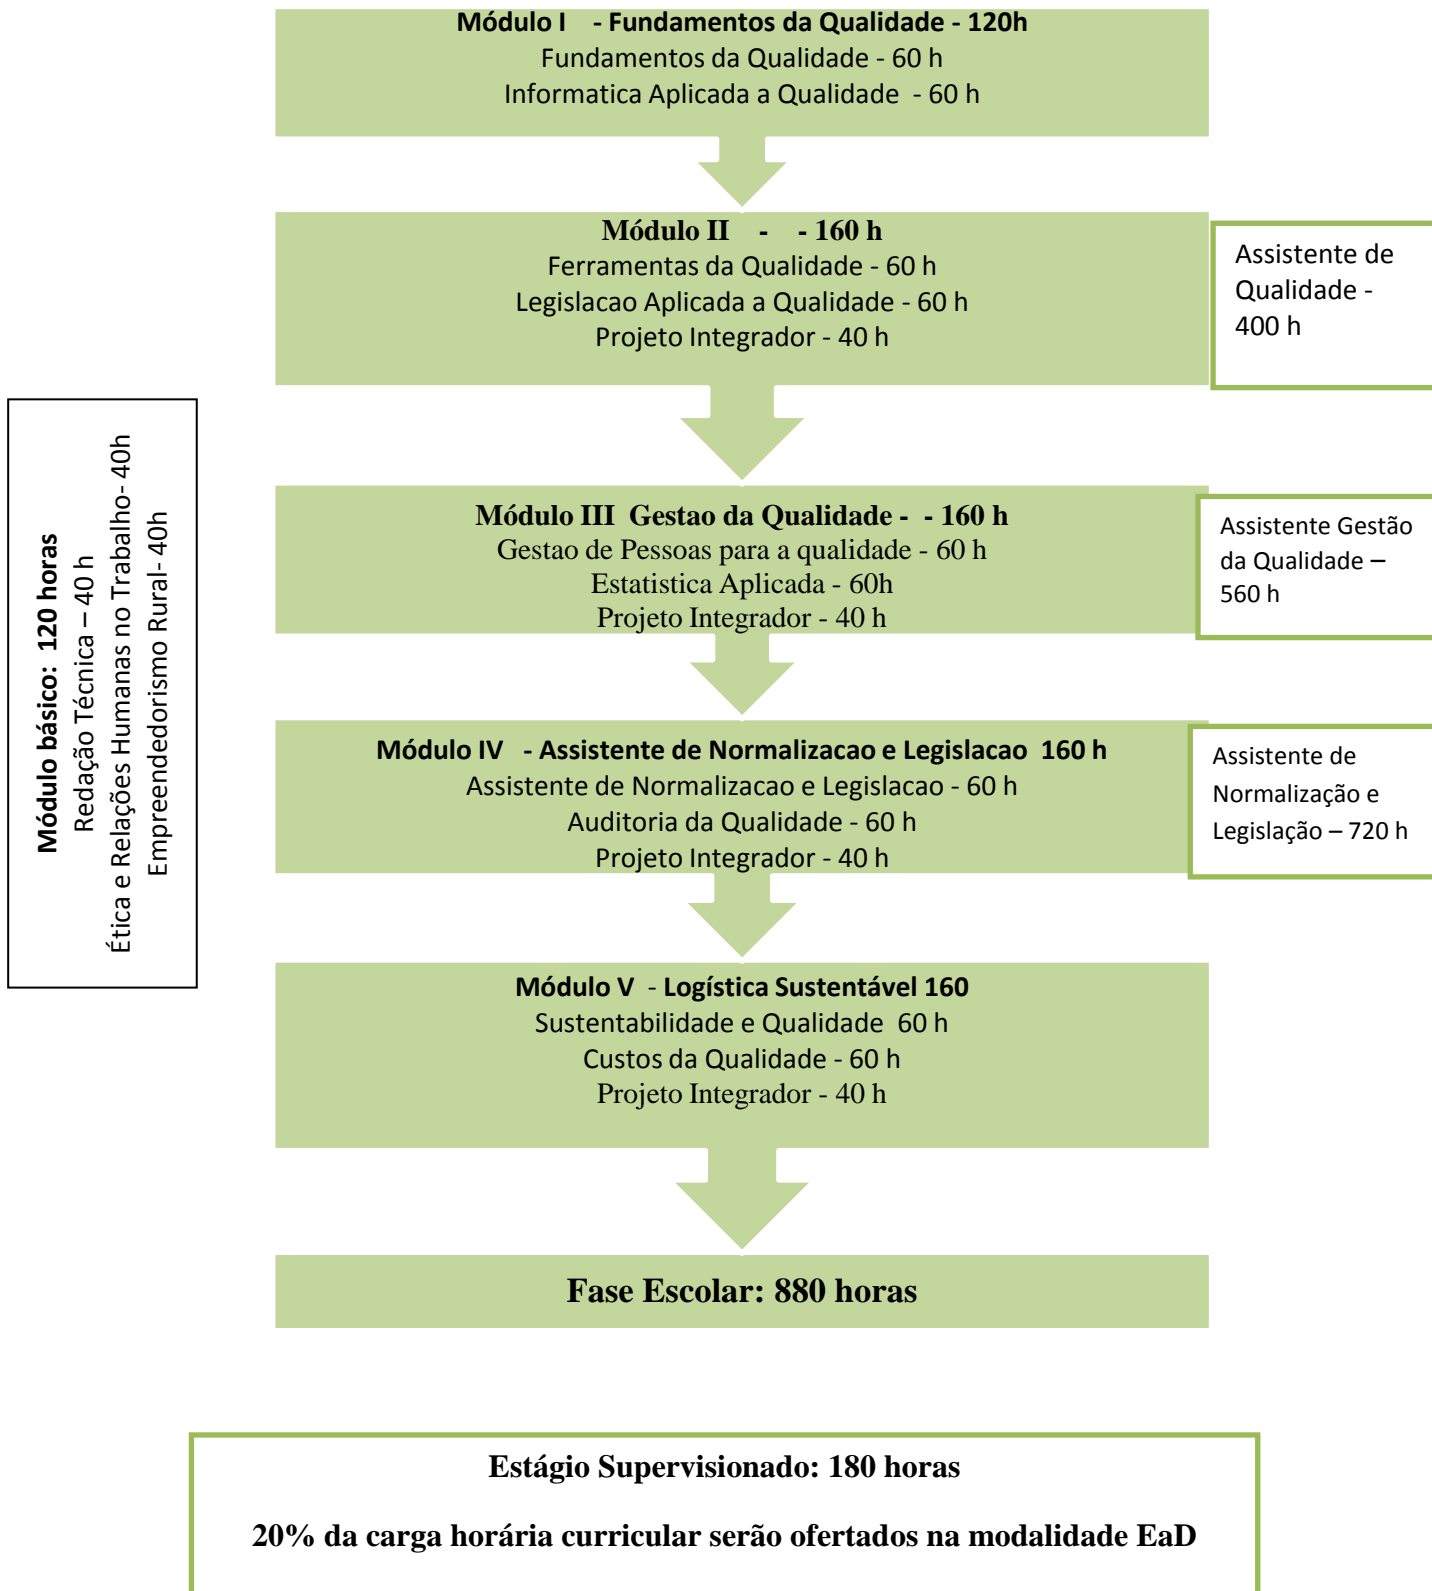 Módulo I - Fundamentos da Qualidade - 120h
Fundamentos da Qualidade - 60 h
Informatica Aplicada a Qualidade - 60 h
Módulo II - - 160 h
Ferramentas da Qualidade - 60 h
Legislacao Aplicada a Qualidade - 60 h
Projeto Integrador - 40 h
Assistente de
Qualidade -
400 h
Módulo básico: 120 horas
Redação Técnica – 40 h
Ética e Relações Humanas no Trabalho- 40h
Empreendedorismo Rural- 40h
Módulo III Gestao da Qualidade - - 160 h
Gestao de Pessoas para a qualidade - 60 h
Estatistica Aplicada - 60h
Projeto Integrador - 40 h
Assistente Gestão
da Qualidade –
560 h
Módulo IV - Assistente de Normalizacao e Legislacao 160 h
Assistente de Normalizacao e Legislacao - 60 h
Auditoria da Qualidade - 60 h
Projeto Integrador - 40 h
Assistente de
Normalização e
Legislação – 720 h
Módulo V - Logística Sustentável 160
Sustentabilidade e Qualidade 60 h
Custos da Qualidade - 60 h
Projeto Integrador - 40 h
Fase Escolar: 880 horas
Estágio Supervisionado: 180 horas
20% da carga horária curricular serão ofertados na modalidade EaD